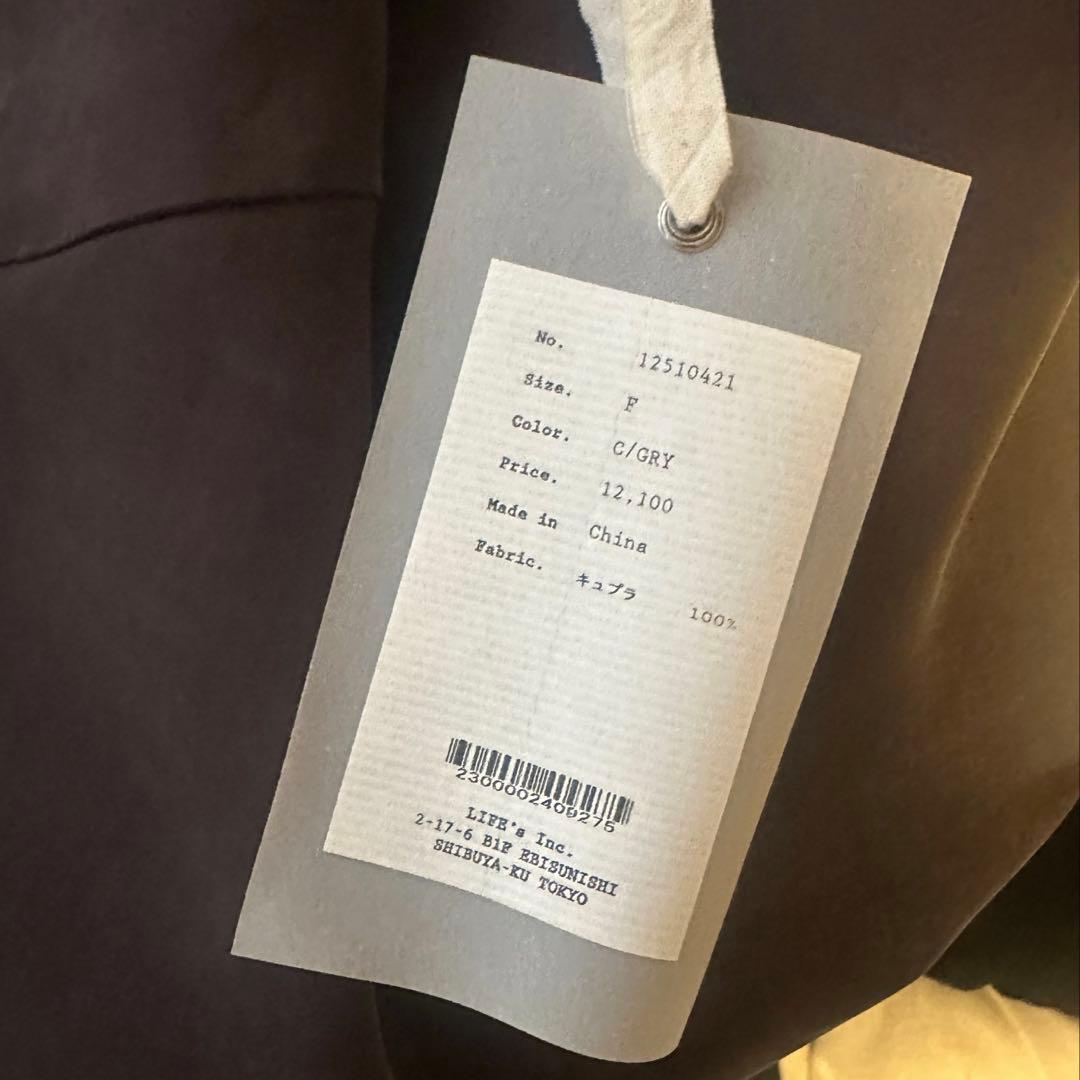 No. 12510421
Size. F
Color. C/GRY
Price. 12,100
Made in China
Fabric. キュプラ 100%
2300002409275
LIFE's Inc.
2-17-6 B1F EBISUNISHI
SHIBUYA-KU TOKYO